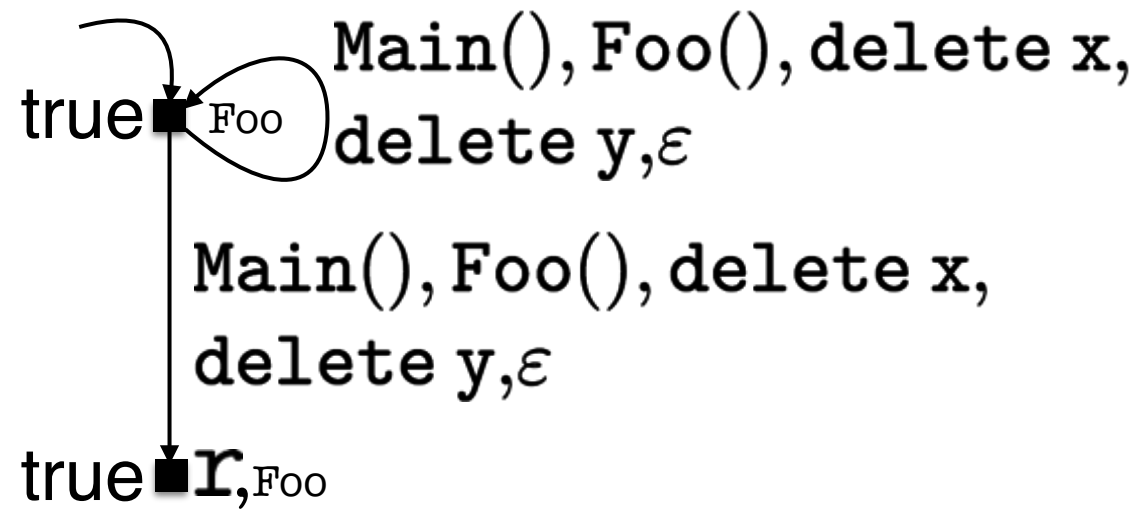 Main(), Foo(), delete x,
true Foo
delete y,ε
Main(), Foo(), delete x,
delete y,ε
true r,Foo